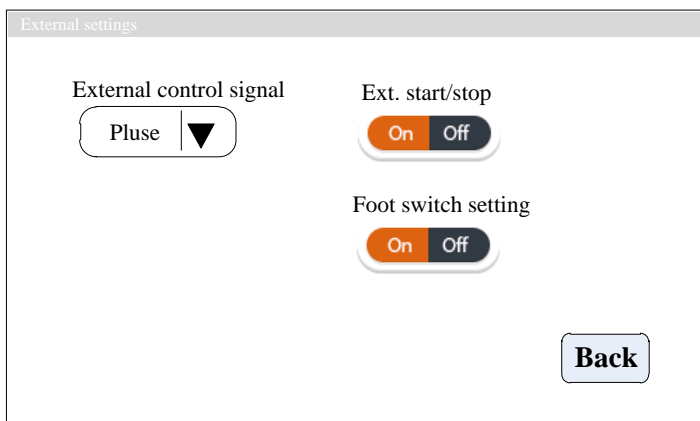 External settings
External control signal
Pluse
Ext. start/stop
On Off
Foot switch setting
On Off
Back